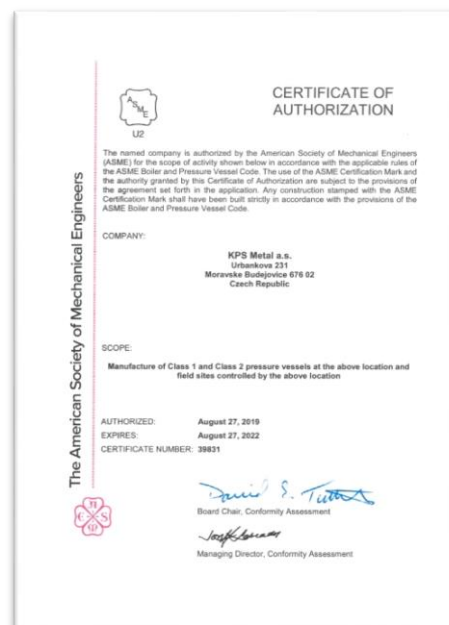 ASME
U2
CERTIFICATE OF
AUTHORIZATION
The named company is authorized by the American Society of Mechanical Engineers
(ASME) for the scope of activity shown below in accordance with the applicable rules of
the ASME Boiler and Pressure Vessel Code. The use of the ASME Certification Mark and
the authority granted by this Certificate of Authorization are subject to the provisions of
the agreement set forth in the application. Any construction stamped with the ASME
Certification Mark shall have been built strictly in accordance with the provisions of the
ASME Boiler and Pressure Vessel Code.
COMPANY:
KPS Metal a.s.
Urbankova 231
Moravske Budejovice 676 02
Czech Republic
SCOPE:
Manufacture of Class 1 and Class 2 pressure vessels at the above location and
field sites controlled by the above location
AUTHORIZED: August 27, 2019
EXPIRES: August 27, 2022
CERTIFICATE NUMBER: 39831
Board Chair, Conformity Assessment
Managing Director, Conformity Assessment
The American Society of Mechanical Engineers